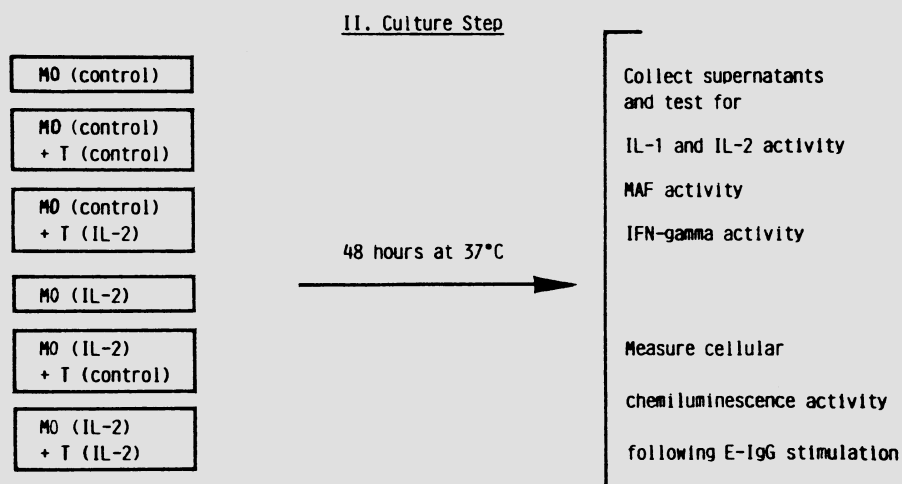 II. Culture Step
MO (control)
MO (control)
+ T (control)
MO (control)
+ T (IL-2)
MO (IL-2)
MO (IL-2)
+ T (control)
MO (IL-2)
+ T (IL-2)
48 hours at 37°C
Collect supernatants
and test for
IL-1 and IL-2 activity
MAF activity
IFN-gamma activity
Measure cellular
chemiluminescence activity
following E-IgG stimulation